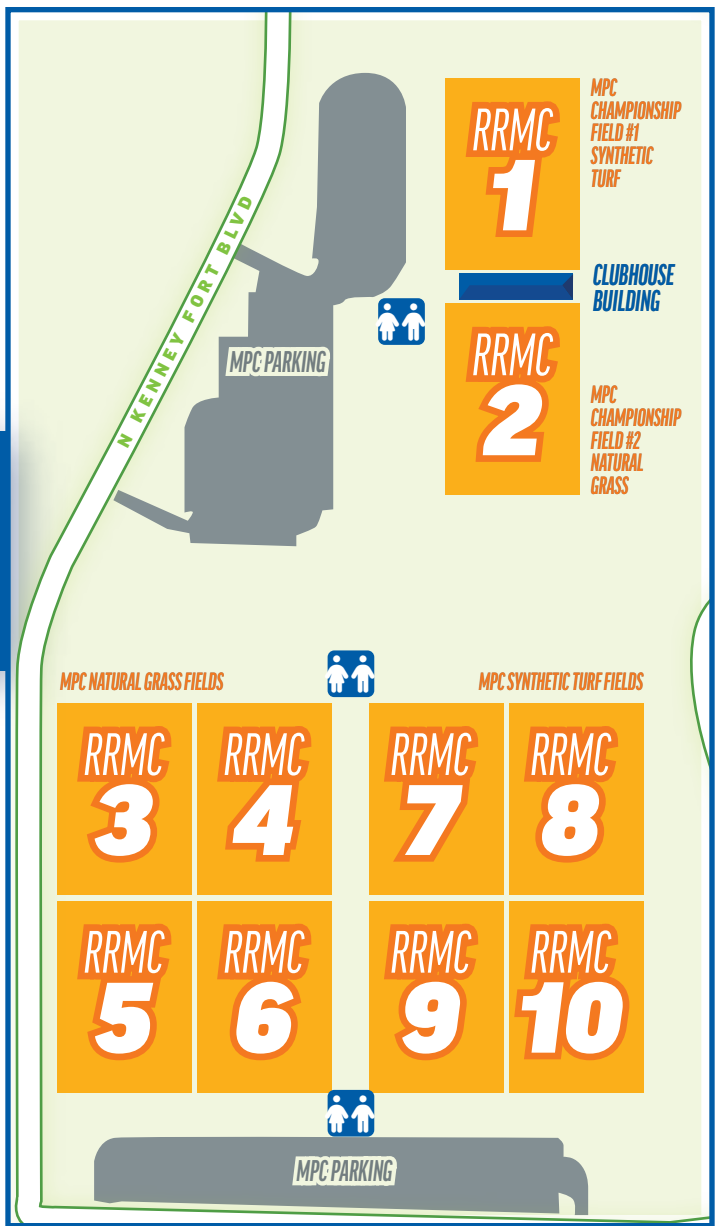 RRMC
1
MPC
CHAMPIONSHIP
FIELD #1
SYNTHETIC
TURF
N KENNEY FORT BLVD
CLUBHOUSE
BUILDING
MPC PARKING
RRMC
2
MPC
CHAMPIONSHIP
FIELD #2
NATURAL
GRASS
MPC NATURAL GRASS FIELDS
MPC SYNTHETIC TURF FIELDS
RRMC
3
RRMC
4
RRMC
7
RRMC
8
RRMC
5
RRMC
6
RRMC
9
RRMC
10
MPC PARKING